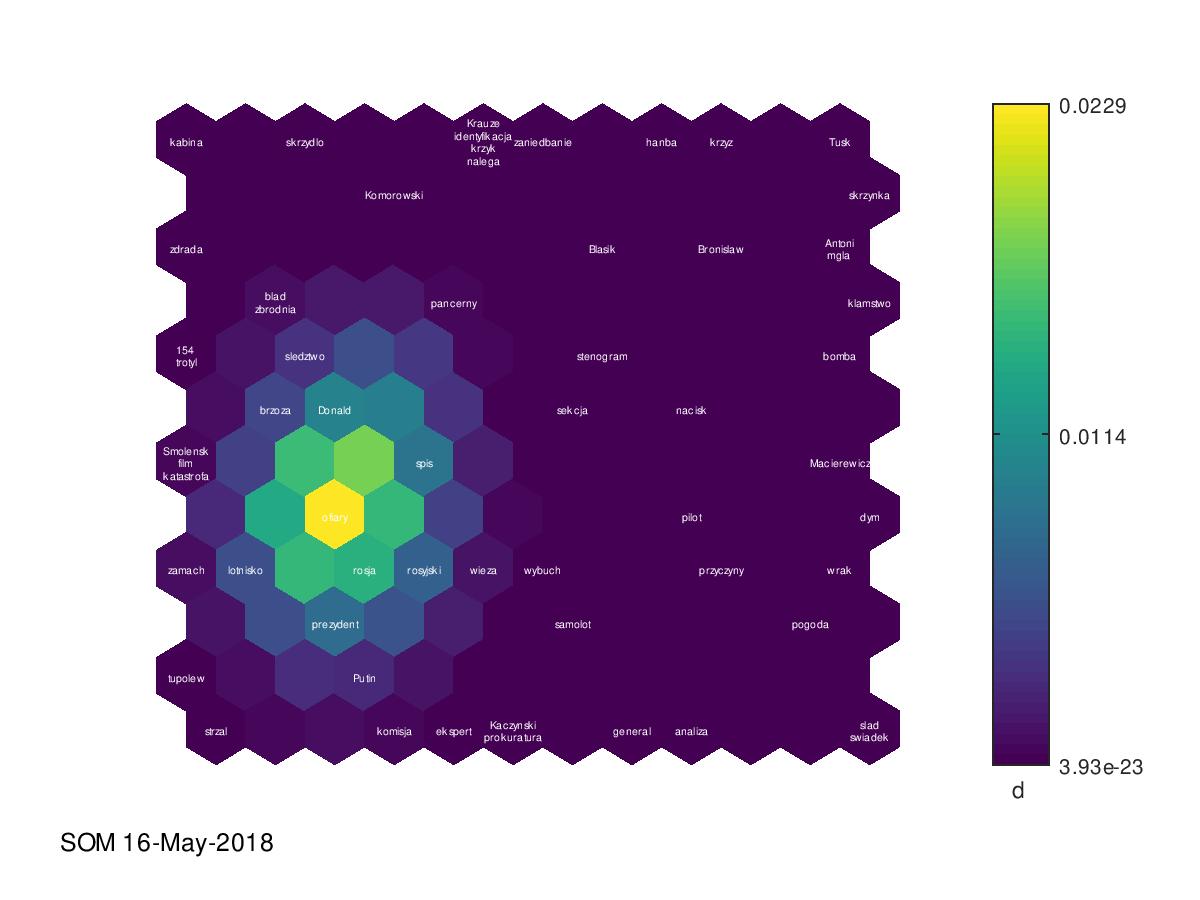 0.0229
Krauze
identyfikacja
krzyk
nalega
kabina
skrzydlo
zaniedbanie
hanba
krzyz
Tusk
Komorowski
skrzynka
zdrada
Blasik
Bronislaw
Antoni
mgla
blad
zbrodnia
pancerny
klamstwo
154
trotyl
sledztwo
stenogram
bomba
brzoza
Donald
sekcja
nacisk
0.0114
Smolensk
film
katastrofa
spis
Macierewicz
ofiary
pilot
dym
zamach
lotnisko
rosja
rosyjski
wieza
wybuch
przyczyny
wrak
prezydent
samolot
pogoda
tupolew
Putin
strzal
komisja
ekspert
Kaczynski
prokuratura
general
analiza
slad
swiadek
3.93e-23
d
SOM 16-May-2018